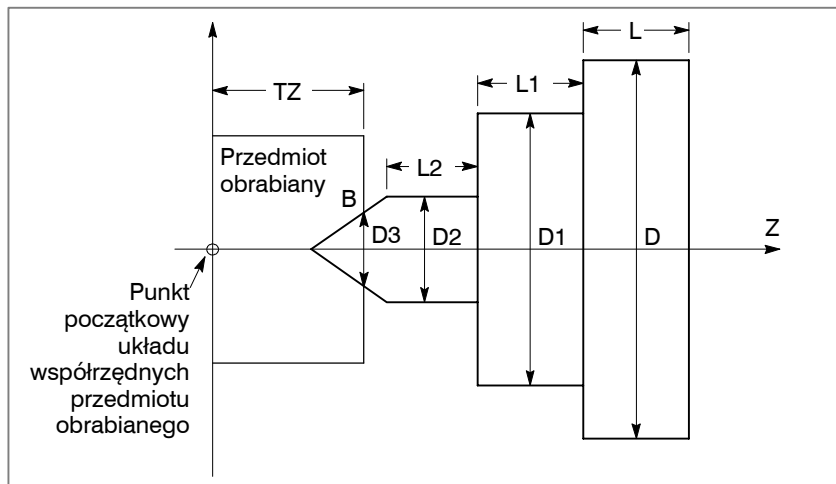 L
L1
TZ
Przedmiot
obrabiany
L2
B
Z
D3
D2
D1
D
Punkt
początkowy
układu
współrzędnych
przedmiotu
obrabianego